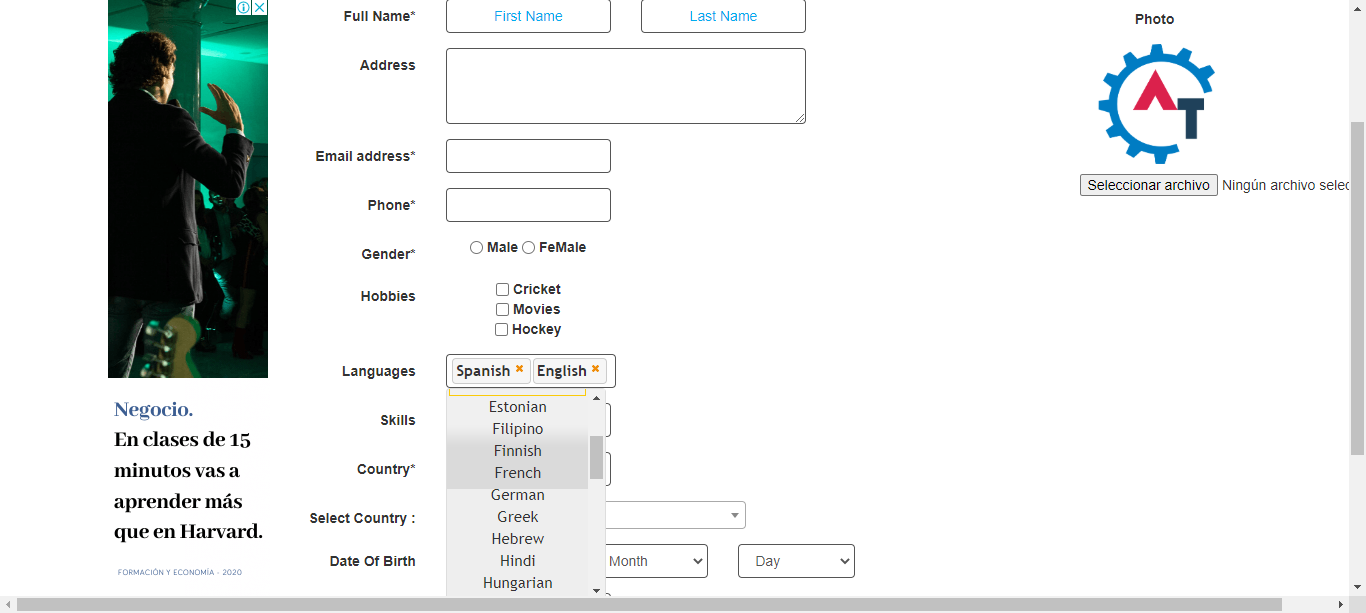 Full Name*
First Name
Last Name
Photo
Address
AT
Email address*
Phone*
Seleccionar archivo Ningún archivo selec
Gender*
Male FeMale
Hobbies
Cricket
Movies
Hockey
Languages
Spanish × English ×
Skills
Estonian
Filipino
Finnish
French
German
Greek
Hebrew
Hindi
Hungarian
Country*
Select Country :
Date Of Birth
Month
Day
Negocio.
En clases de 15
minutos vas a
aprender más
que en Harvard.
FORMACIÓN Y ECONOMÍA - 2020